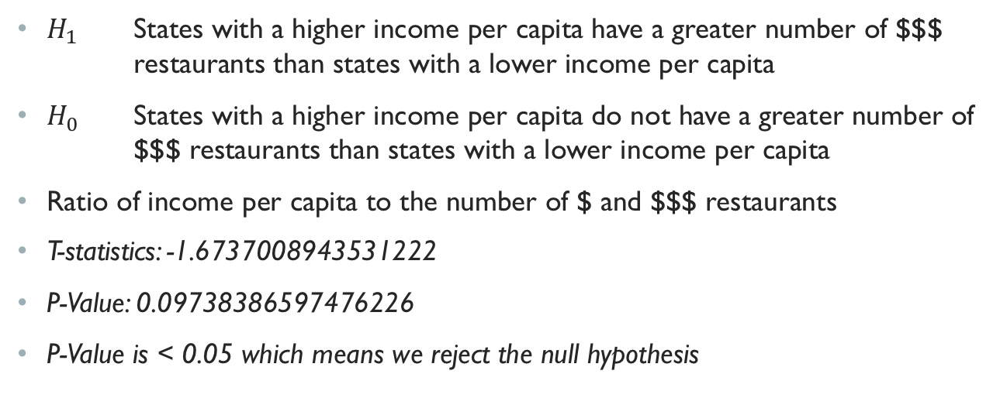 • H₁ States with a higher income per capita have a greater number of $$$
restaurants than states with a lower income per capita
• H₀ States with a higher income per capita do not have a greater number of
$$$ restaurants than states with a lower income per capita
• Ratio of income per capita to the number of $ and $$$ restaurants
• T-statistics: -1.6737008943531222
• P-Value: 0.09738386597476226
• P-Value is < 0.05 which means we reject the null hypothesis